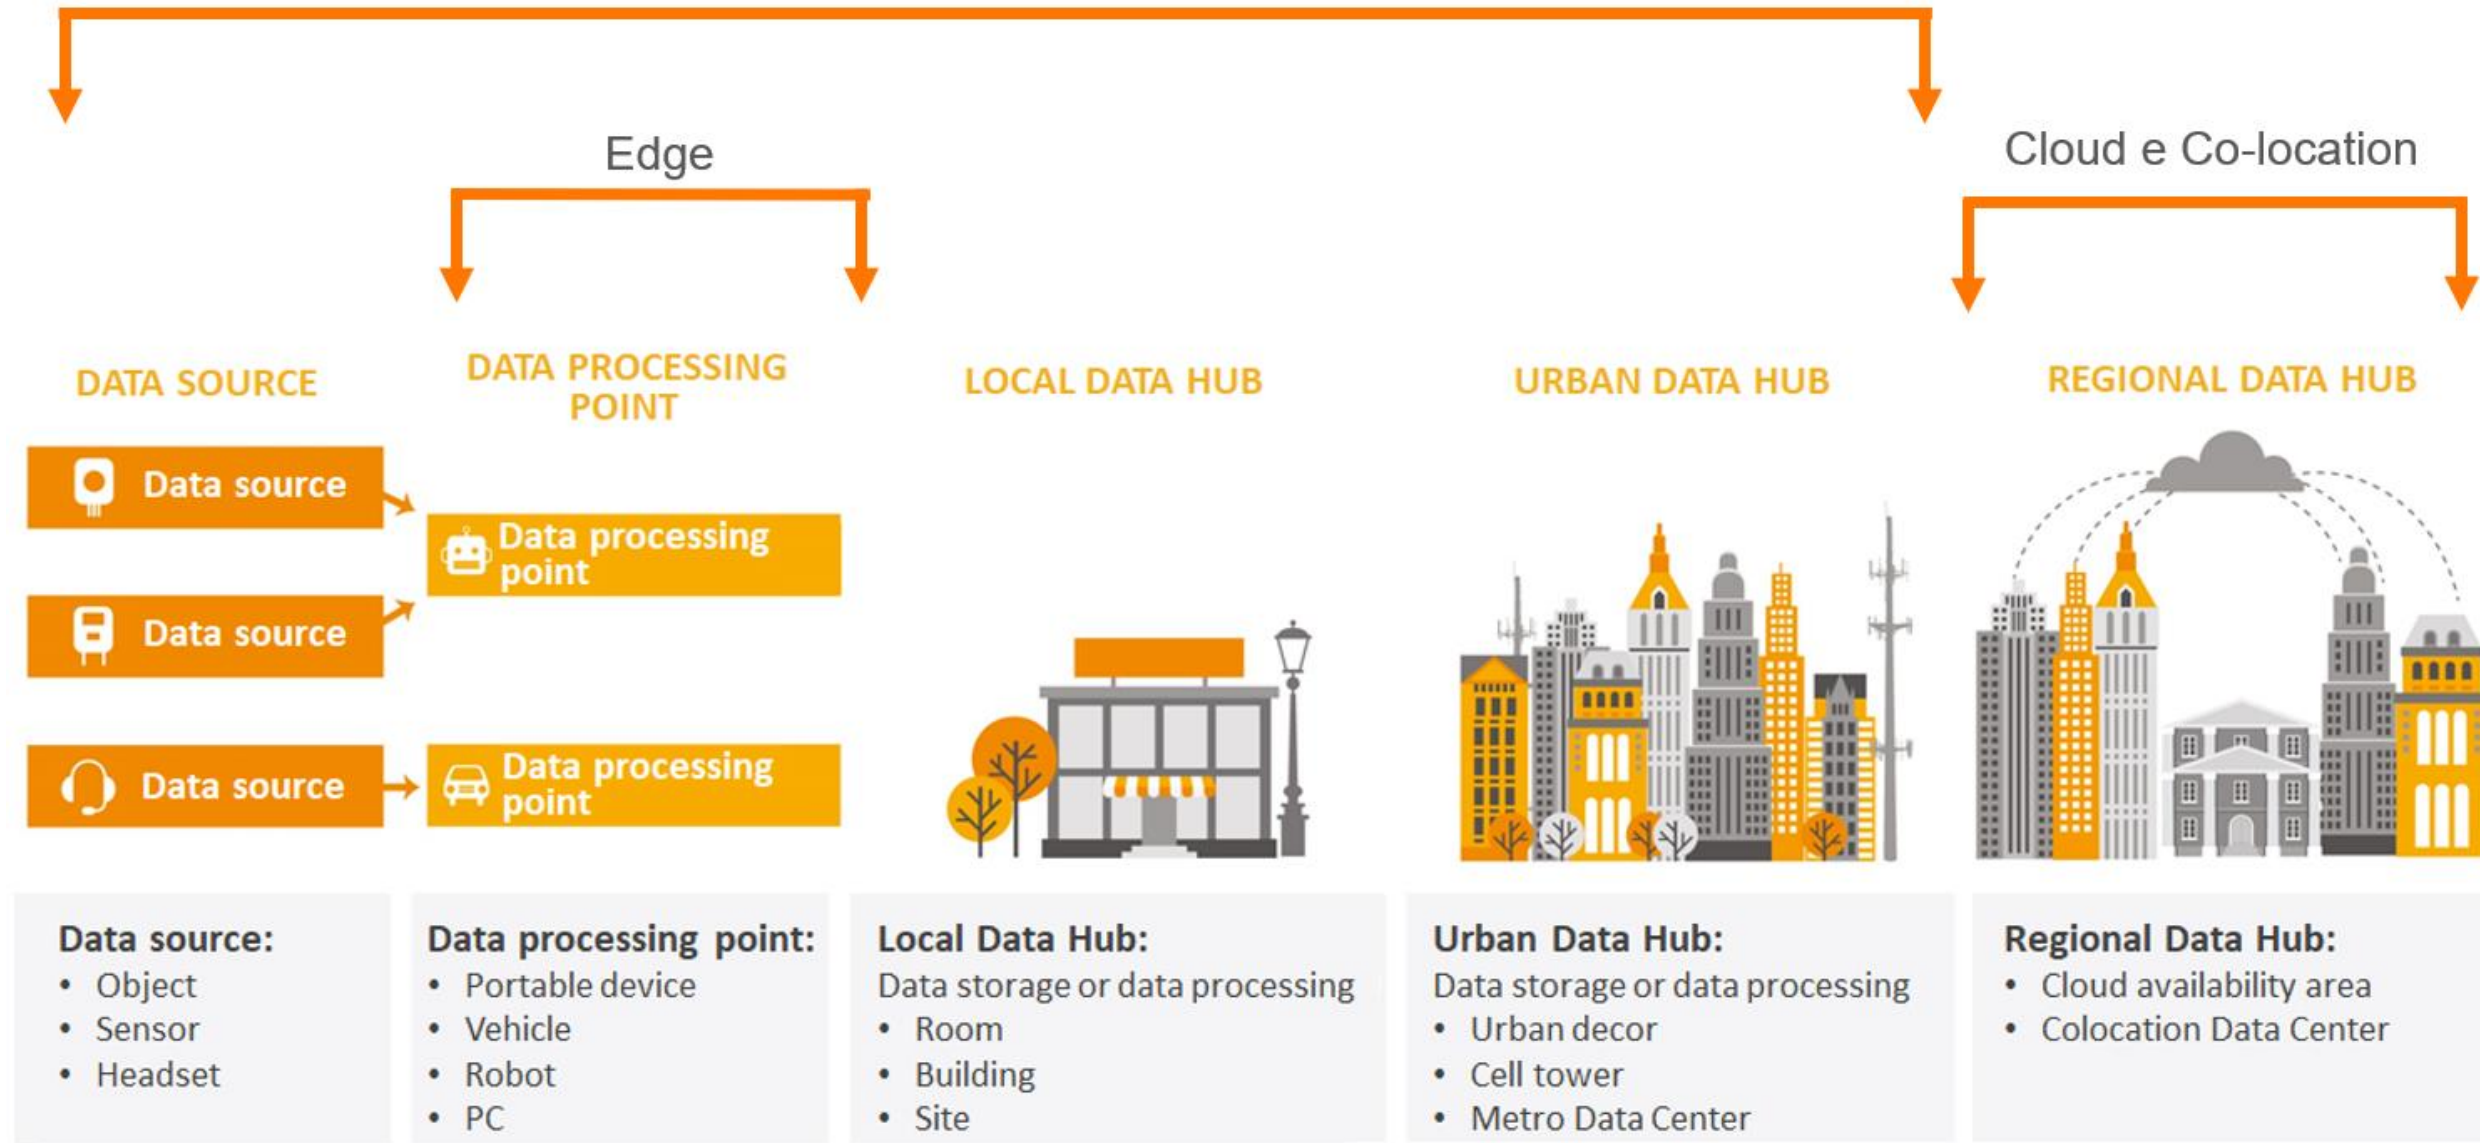 Edge
Cloud e Co-location
DATA SOURCE
DATA PROCESSING
POINT
LOCAL DATA HUB
URBAN DATA HUB
REGIONAL DATA HUB
Data source
Data source
Data source
Data processing
point
Data processing
point
Data source:
• Object
• Sensor
• Headset
Data processing point:
• Portable device
• Vehicle
• Robot
• PC
Local Data Hub:
Data storage or data processing
• Room
• Building
• Site
Urban Data Hub:
Data storage or data processing
• Urban decor
• Cell tower
• Metro Data Center
Regional Data Hub:
• Cloud availability area
• Colocation Data Center